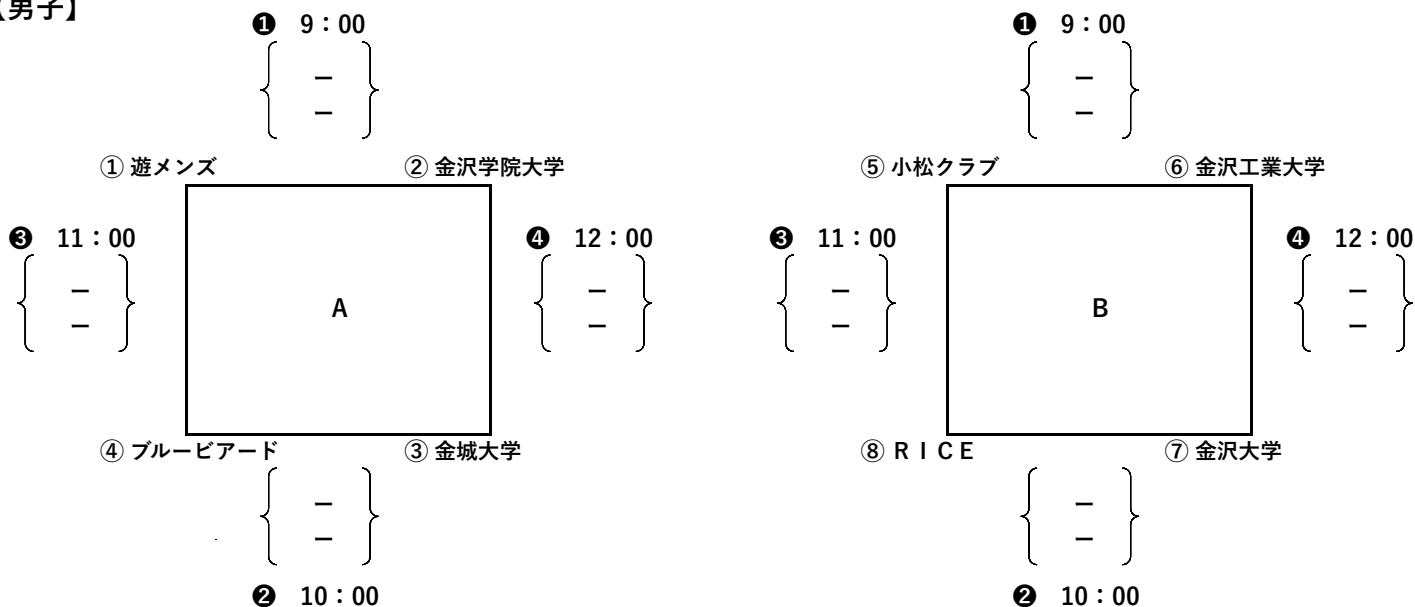 【男子】
❶ 9：00 ❶ 9：00
− −
− −
① 遊メンズ ② 金沢学院大学 ⑤ 小松クラブ ⑥ 金沢工業大学
❸ 11：00 ❹ 12：00 ❸ 11：00 ❹ 12：00
− − − −
A B
− − − −
④ ブルービアード ③ 金城大学 ⑧ ＲＩＣＥ ⑦ 金沢大学
− −
− −
❷ 10：00 ❷ 10：00